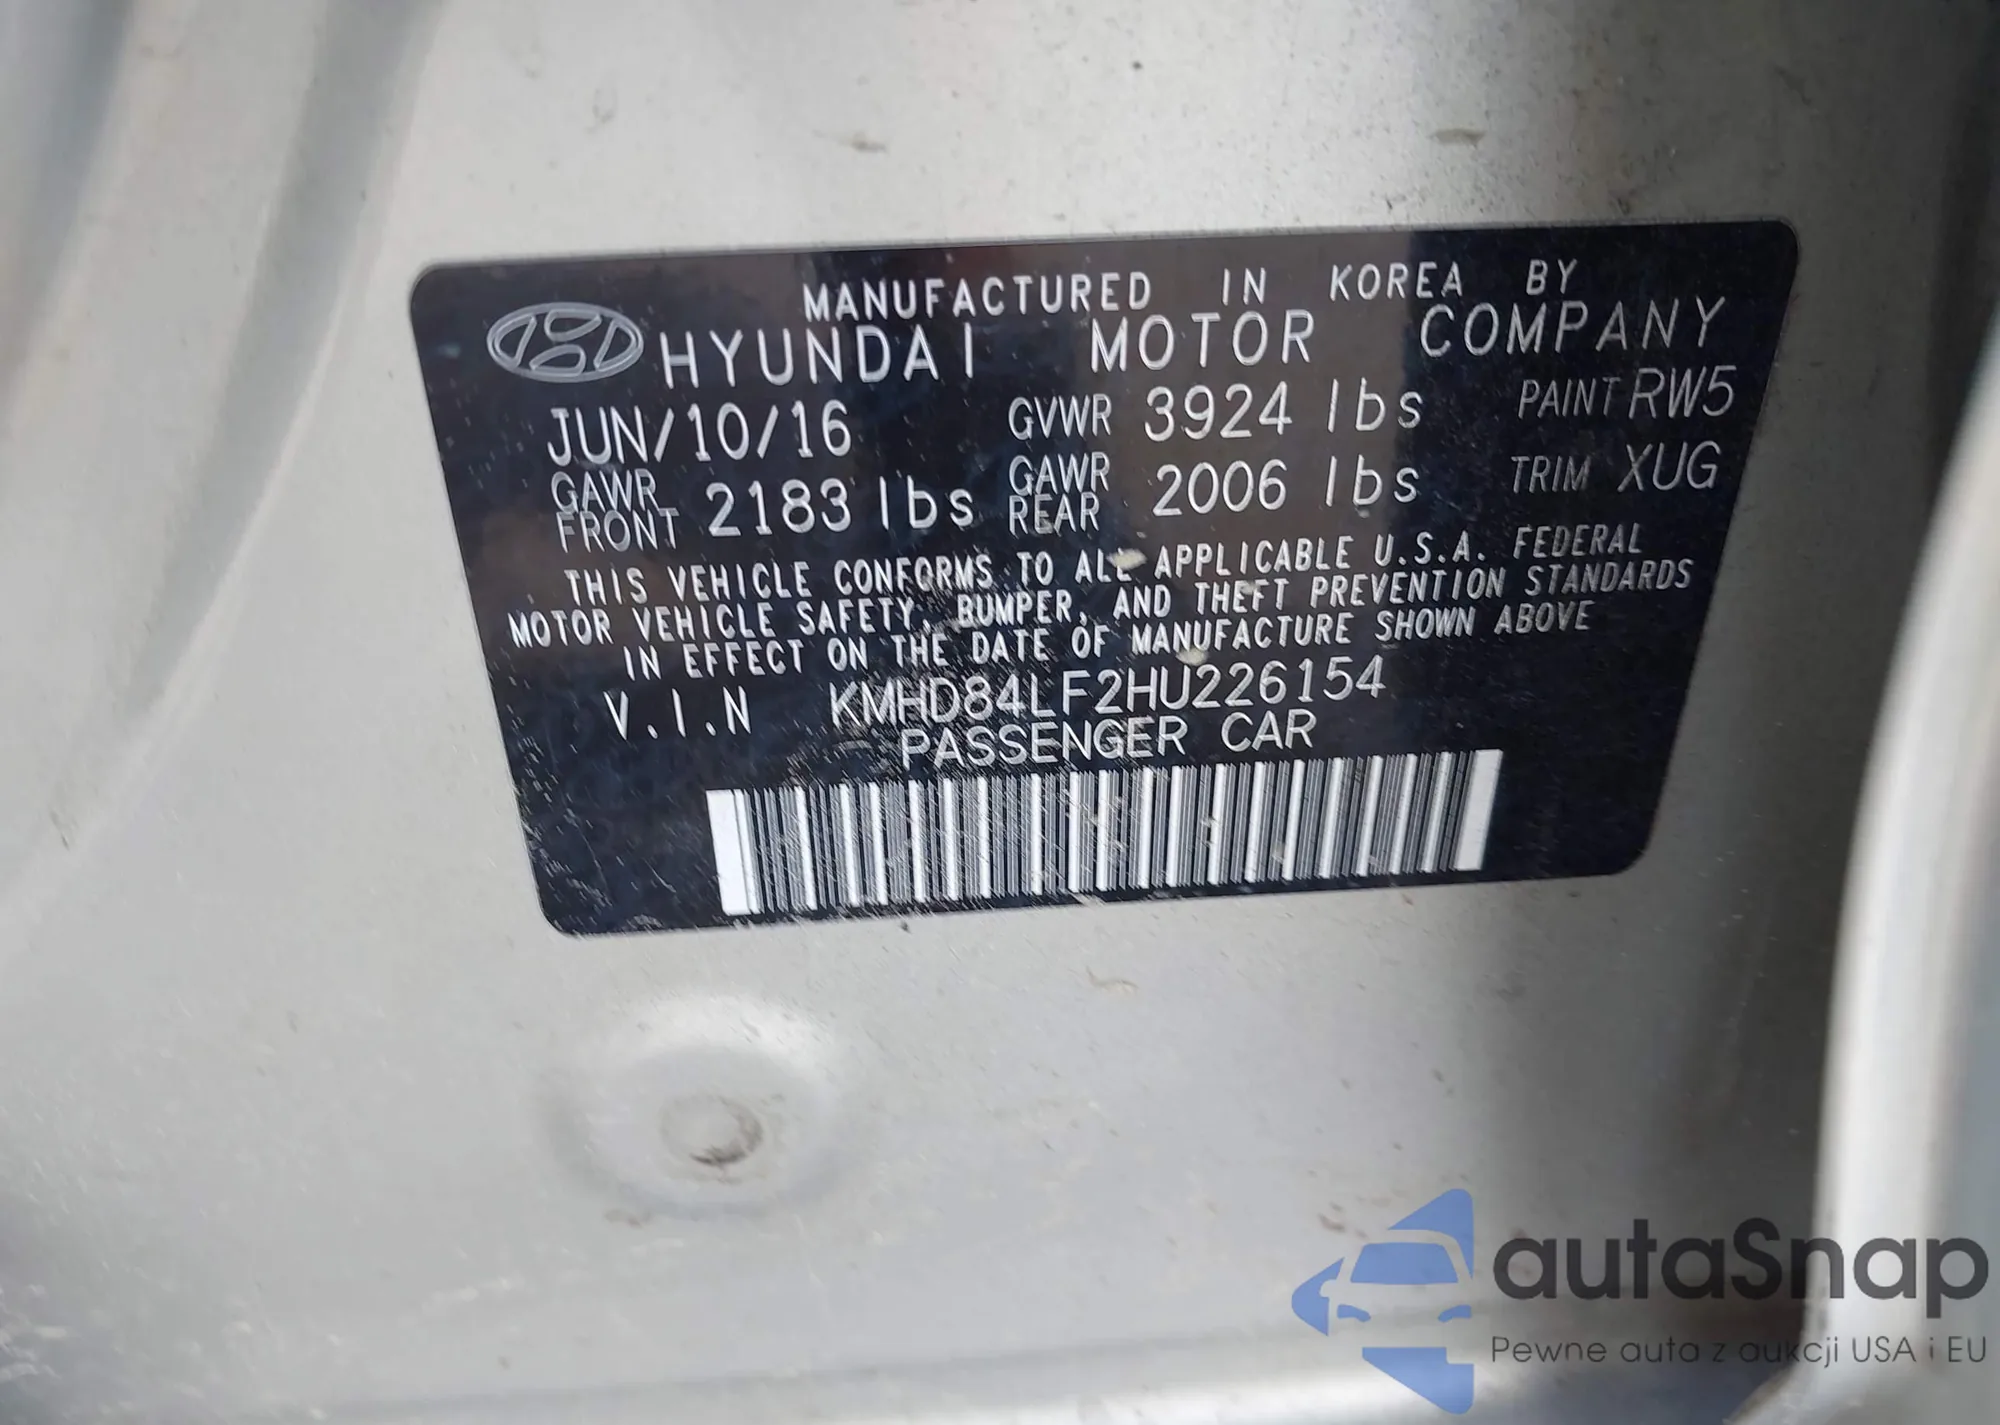 MANUFACTURED IN KOREA BY
HYUNDAI MOTOR COMPANY
JUN/10/16 GVWR 3924 lbs PAINT RW5
GAWR FRONT 2183 lbs GAWR REAR 2006 lbs TRIM XUG
THIS VEHICLE CONFORMS TO ALL APPLICABLE U.S.A. FEDERAL
MOTOR VEHICLE SAFETY, BUMPER, AND THEFT PREVENTION STANDARDS
IN EFFECT ON THE DATE OF MANUFACTURE SHOWN ABOVE
V.I.N KMHD84LF2HU226154
PASSENGER CAR
autaSnap
Pewne auta z aukcji USA i EU